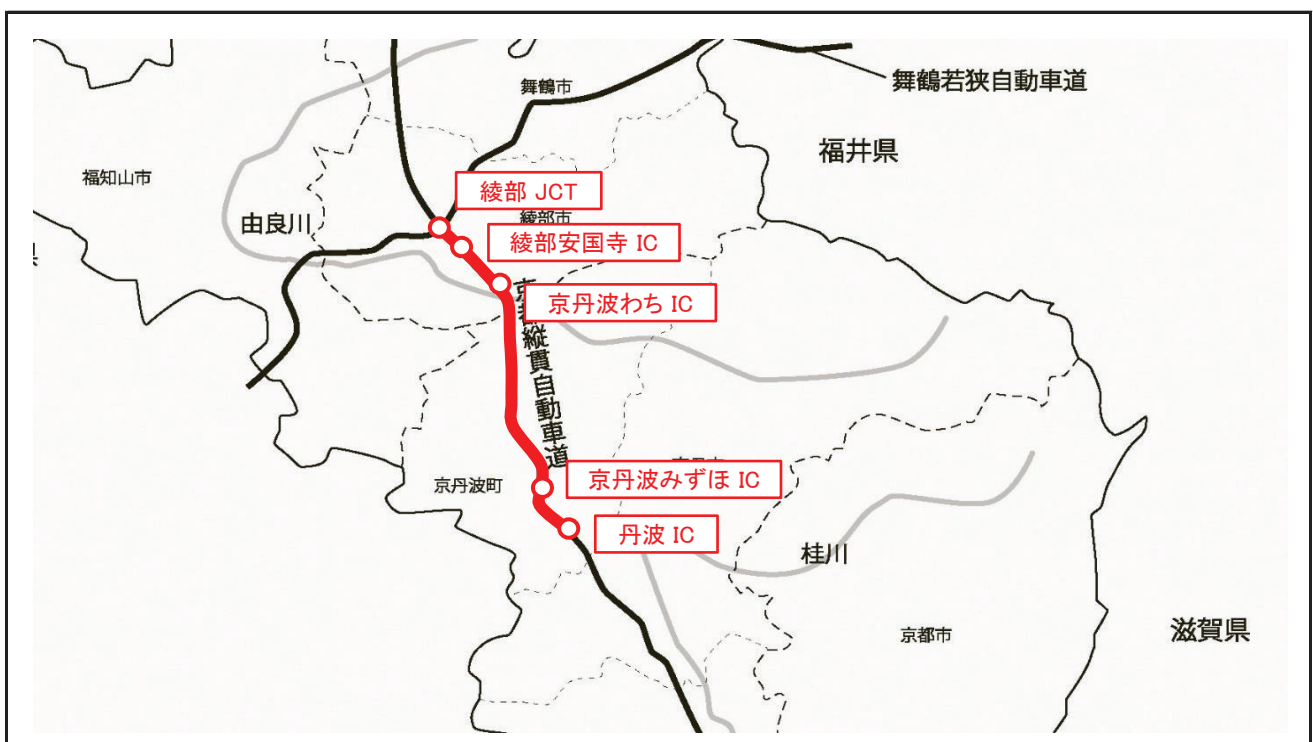 舞鶴市
舞鶴若狭自動車道
福井県
福知山市
綾部 JCT
由良川
綾部市
綾部安国寺 IC
京丹波わち IC
京都縦貫自動車道
京丹波みずほ IC
京丹波町
丹波 IC
桂川
京都市
滋賀県